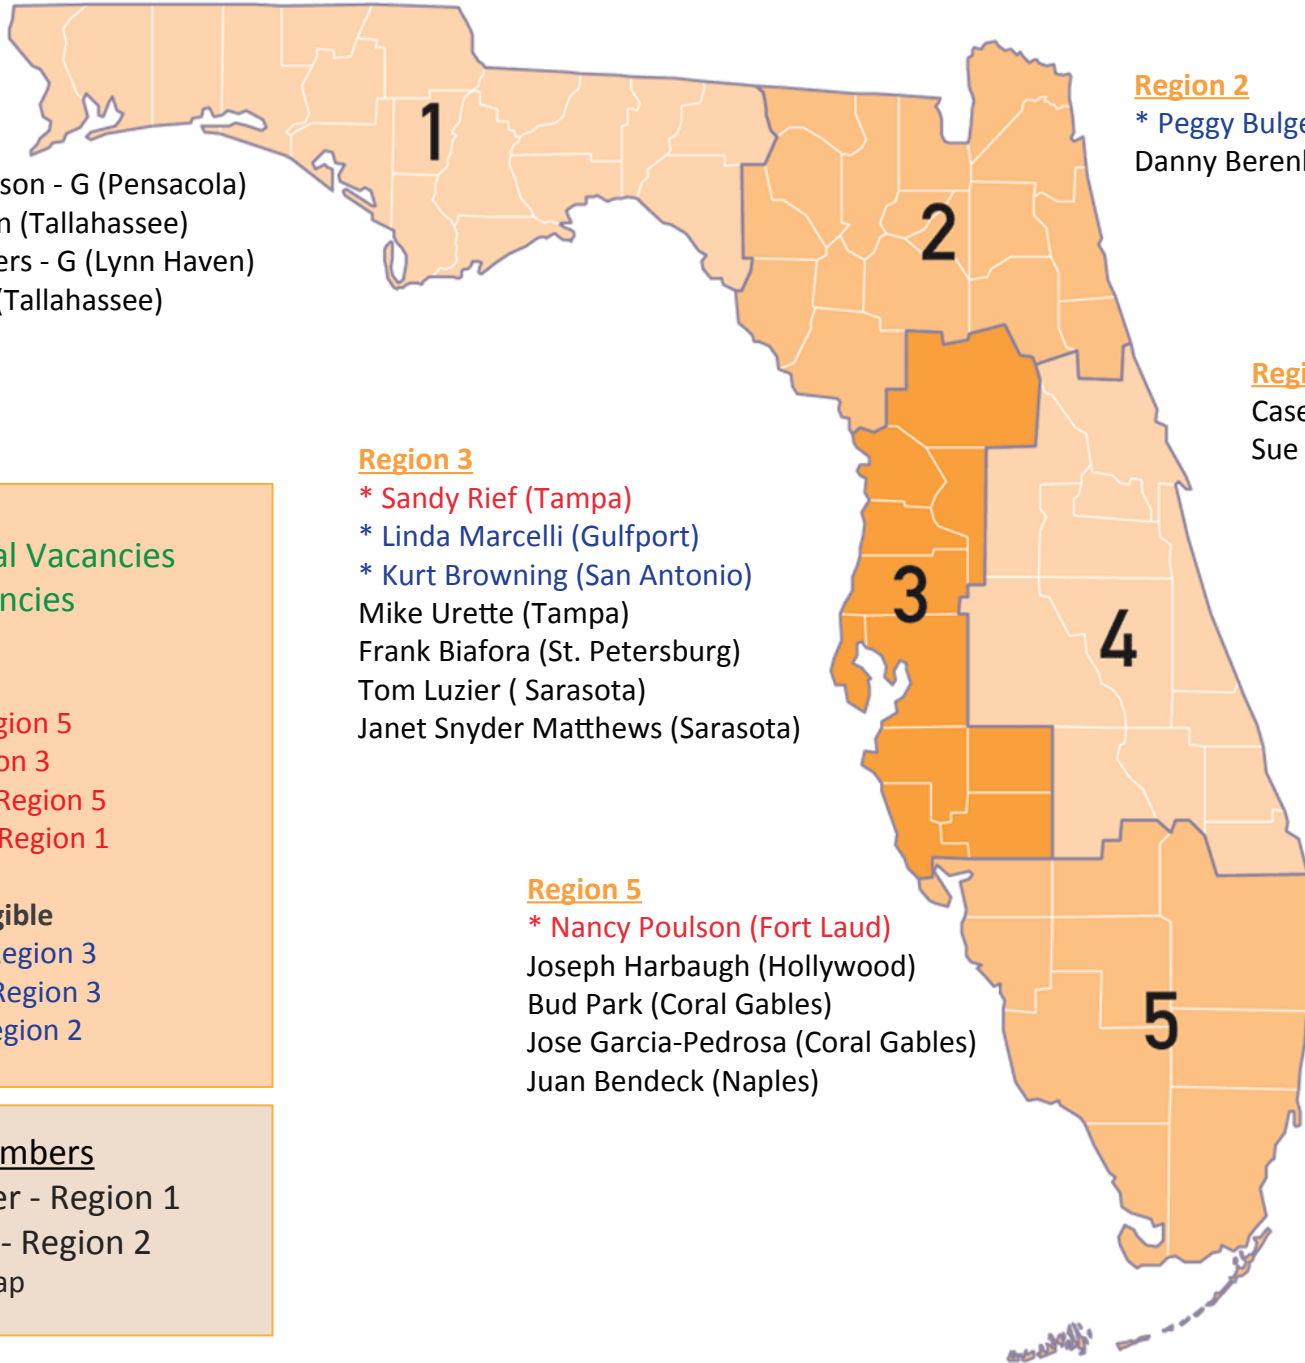 1
2
3
4
5
son - G (Pensacola)
n (Tallahassee)
ers - G (Lynn Haven)
(Tallahassee)
Region 2
* Peggy Bulge
Danny Beren
Regi
Case
Sue
Region 3
* Sandy Rief (Tampa)
* Linda Marcelli (Gulfport)
* Kurt Browning (San Antonio)
Mike Urette (Tampa)
Frank Biafora (St. Petersburg)
Tom Luzier ( Sarasota)
Janet Snyder Matthews (Sarasota)
al Vacancies
ncies
gion 5
on 3
Region 5
Region 1
gible
Region 3
Region 3
egion 2
Region 5
* Nancy Poulson (Fort Laud)
Joseph Harbaugh (Hollywood)
Bud Park (Coral Gables)
Jose Garcia-Pedrosa (Coral Gables)
Juan Bendeck (Naples)
mbers
er - Region 1
- Region 2
ap